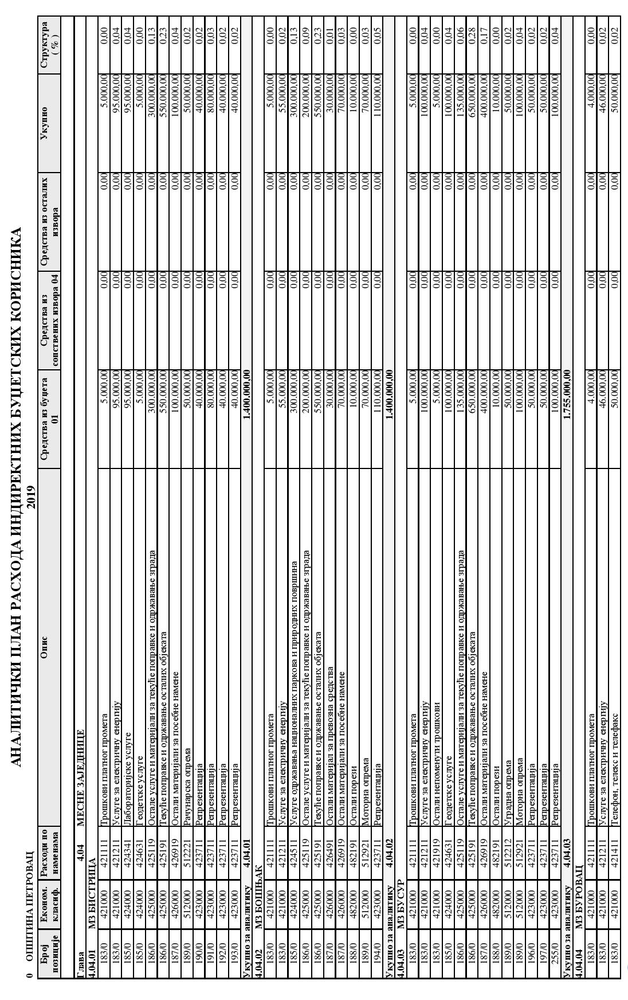 АНАЛИТИЧКИ ПЛАН РАСХОДА ИНДИРЕКТНИХ БУЏЕТСКИХ КОРИСНИКА
0 ОПШТИНА ПЕТРОВАЦ 2019
Број позиције Економ. класиф. Расходи по наменама Опис Средства из буџета 01 Средства из сопствених извора 04 Средства из осталих извора Укупно Структура ( % )
Глава 4.04 МЕСНЕ ЗАЈЕДНИЦЕ
4.04.01 МЗ БИСТРИЦА
183/0 421000 421111 Трошкови платног промета 5.000,00 0,00 0,00 5.000,00 0,00
183/0 421000 421211 Услуге за електричну енергију 95.000,00 0,00 0,00 95.000,00 0,04
185/0 424000 424341 Лабораторијске услуге 95.000,00 0,00 0,00 95.000,00 0,04
185/0 424000 424631 Геодетске услуге 5.000,00 0,00 0,00 5.000,00 0,00
186/0 425000 425119 Остале услуге и материјали за текуће поправке и одржавање зграда 300.000,00 0,00 0,00 300.000,00 0,13
186/0 425000 425191 Текуће поправке и одржавање осталих објеката 550.000,00 0,00 0,00 550.000,00 0,23
187/0 426000 426919 Остали материјали за посебне намене 100.000,00 0,00 0,00 100.000,00 0,04
189/0 512000 512221 Рачунарска опрема 50.000,00 0,00 0,00 50.000,00 0,02
190/0 423000 423711 Репрезентација 40.000,00 0,00 0,00 40.000,00 0,02
191/0 423000 423711 Репрезентација 80.000,00 0,00 0,00 80.000,00 0,03
192/0 423000 423711 Репрезентација 40.000,00 0,00 0,00 40.000,00 0,02
193/0 423000 423711 Репрезентација 40.000,00 0,00 0,00 40.000,00 0,02
Укупно за аналитику 4.04.01 1.400.000,00
4.04.02 МЗ БОШЊАК
183/0 421000 421111 Трошкови платног промета 5.000,00 0,00 0,00 5.000,00 0,00
183/0 421000 421211 Услуге за електричну енергију 55.000,00 0,00 0,00 55.000,00 0,02
185/0 424000 424511 Услуге одржавања националних паркова и природних површина 300.000,00 0,00 0,00 300.000,00 0,13
186/0 425000 425119 Остале услуге и материјали за текуће поправке и одржавање зграда 200.000,00 0,00 0,00 200.000,00 0,09
186/0 425000 425191 Текуће поправке и одржавање осталих објеката 550.000,00 0,00 0,00 550.000,00 0,23
187/0 426000 426491 Остали материјал за превозна средства 30.000,00 0,00 0,00 30.000,00 0,01
187/0 426000 426919 Остали материјали за посебне намене 70.000,00 0,00 0,00 70.000,00 0,03
188/0 482000 482191 Остали порези 10.000,00 0,00 0,00 10.000,00 0,00
189/0 512000 512921 Моторна опрема 70.000,00 0,00 0,00 70.000,00 0,03
194/0 423000 423711 Репрезентација 110.000,00 0,00 0,00 110.000,00 0,05
Укупно за аналитику 4.04.02 1.400.000,00
4.04.03 МЗ БУСУР
183/0 421000 421111 Трошкови платног промета 5.000,00 0,00 0,00 5.000,00 0,00
183/0 421000 421211 Услуге за електричну енергију 100.000,00 0,00 0,00 100.000,00 0,04
183/0 421000 421919 Остали непоменути трошкови 5.000,00 0,00 0,00 5.000,00 0,00
185/0 424000 424631 Геодетске услуге 100.000,00 0,00 0,00 100.000,00 0,04
186/0 425000 425119 Остале услуге и материјали за текуће поправке и одржавање зграда 135.000,00 0,00 0,00 135.000,00 0,06
186/0 425000 425191 Текуће поправке и одржавање осталих објеката 650.000,00 0,00 0,00 650.000,00 0,28
187/0 426000 426919 Остали материјали за посебне намене 400.000,00 0,00 0,00 400.000,00 0,17
188/0 482000 482191 Остали порези 10.000,00 0,00 0,00 10.000,00 0,00
189/0 512000 512212 Уградна опрема 50.000,00 0,00 0,00 50.000,00 0,02
189/0 512000 512921 Моторна опрема 100.000,00 0,00 0,00 100.000,00 0,04
196/0 423000 423711 Репрезентација 50.000,00 0,00 0,00 50.000,00 0,02
197/0 423000 423711 Репрезентација 50.000,00 0,00 0,00 50.000,00 0,02
255/0 423000 423711 Репрезентација 100.000,00 0,00 0,00 100.000,00 0,04
Укупно за аналитику 4.04.03 1.755.000,00
4.04.04 МЗ БУРОВАЦ
183/0 421000 421111 Трошкови платног промета 4.000,00 0,00 0,00 4.000,00 0,00
183/0 421000 421211 Услуге за електричну енергију 46.000,00 0,00 0,00 46.000,00 0,02
183/0 421000 421411 Телефон, телекс и телефакс 50.000,00 0,00 0,00 50.000,00 0,02